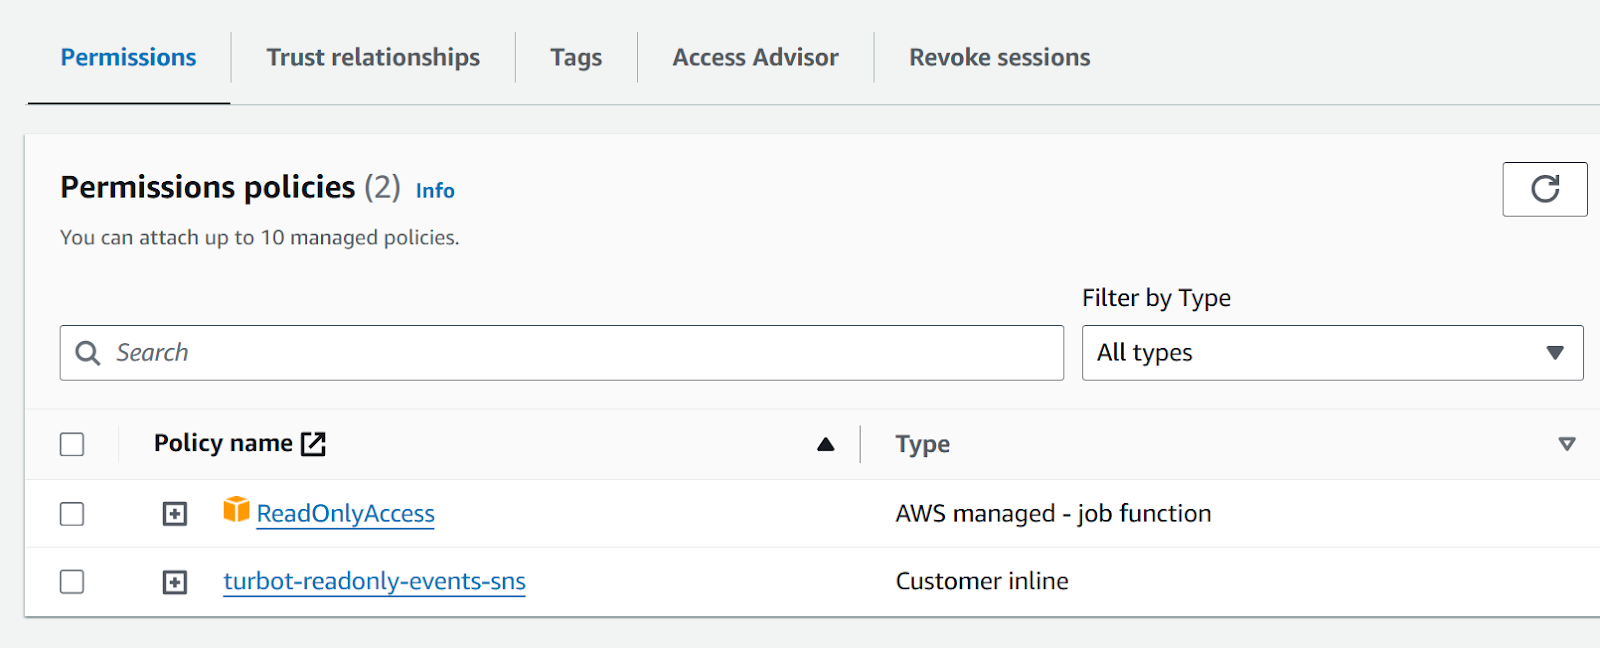 Permissions Trust relationships Tags Access Advisor Revoke sessions
Permissions policies (2) Info
You can attach up to 10 managed policies.
Filter by Type
Search All types
Policy name Type
ReadOnlyAccess AWS managed - job function
turbot-readonly-events-sns Customer inline